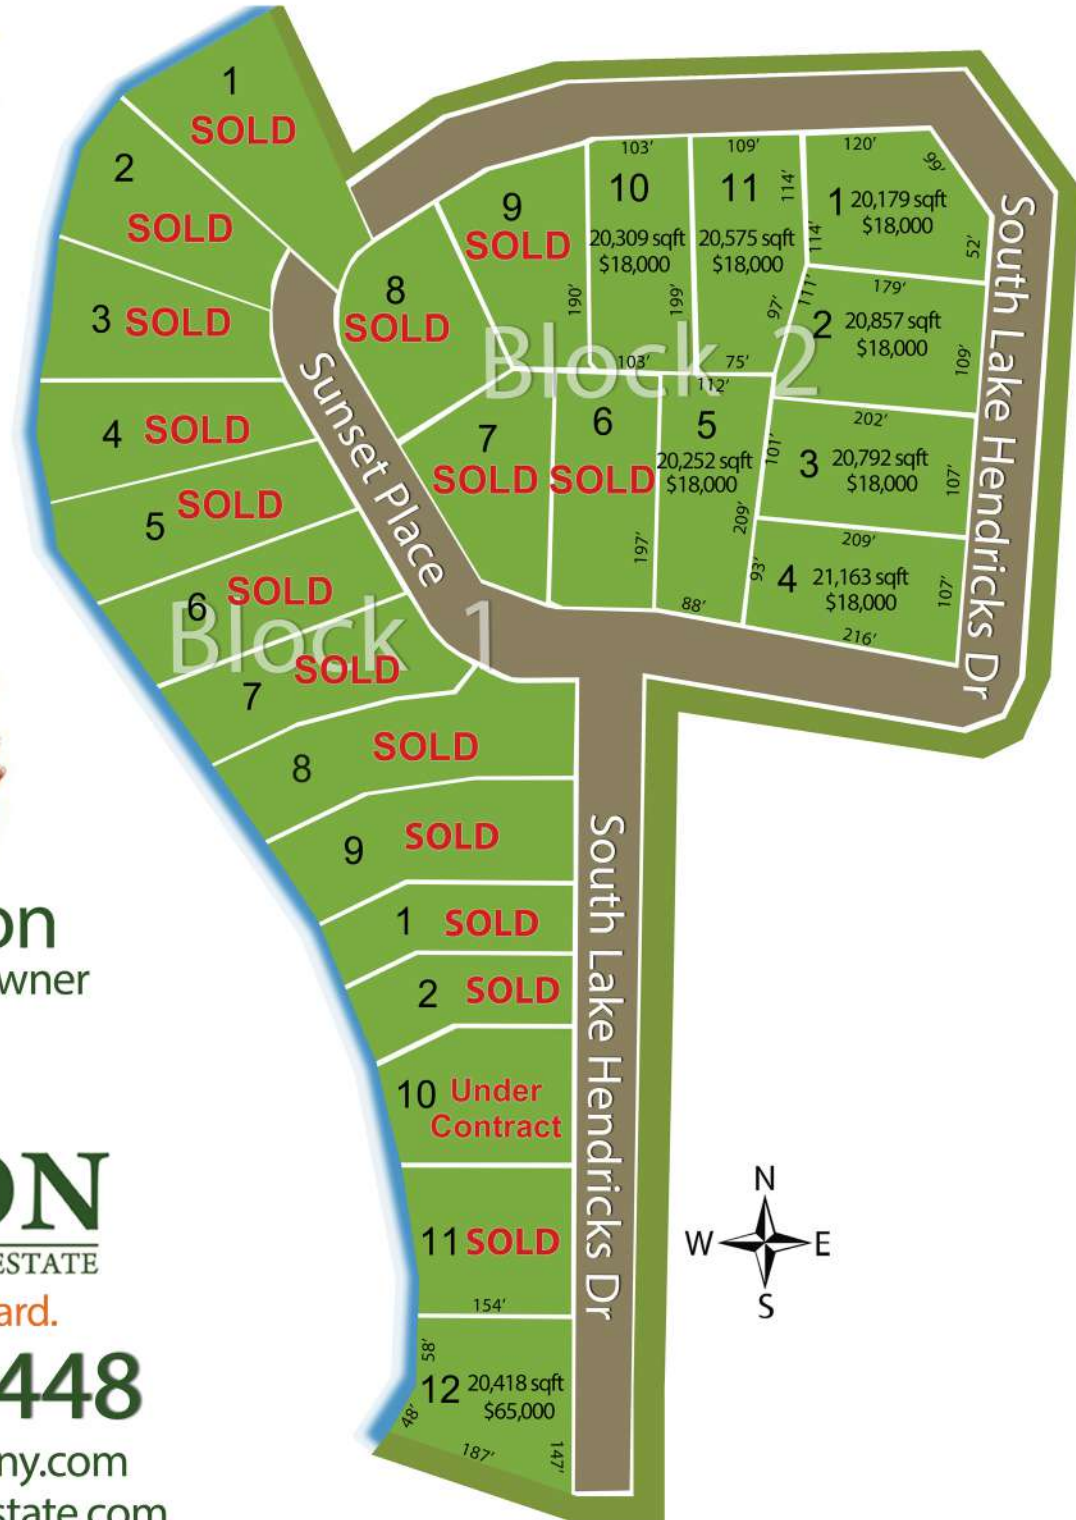 1
SOLD
2
SOLD
3 SOLD
4 SOLD
5 SOLD
6 SOLD
7 SOLD
8 SOLD
9 SOLD
1 SOLD
2 SOLD
10 Under
Contract
11 SOLD
154'
58'
12 20,418 sqft
$65,000
48'
187'
147'
Block 1
Sunset Place
8
SOLD
9
SOLD
190'
103'
10
20,309 sqft
$18,000
199'
103'
109'
11
114'
20,575 sqft
$18,000
97'
75'
120'
99'
1 20,179 sqft
$18,000
114'
52'
179'
111'
2 20,857 sqft
$18,000
109'
202'
101'
3 20,792 sqft
$18,000
107'
209'
93'
4 21,163 sqft
$18,000
107'
216'
112'
5
20,252 sqft
$18,000
209'
88'
6
SOLD
197'
7
SOLD
Block 2
South Lake Hendricks Dr
South Lake Hendricks Dr
N
W E
S
on
wner
ON
ESTATE
ard.
448
ny.com
state.com